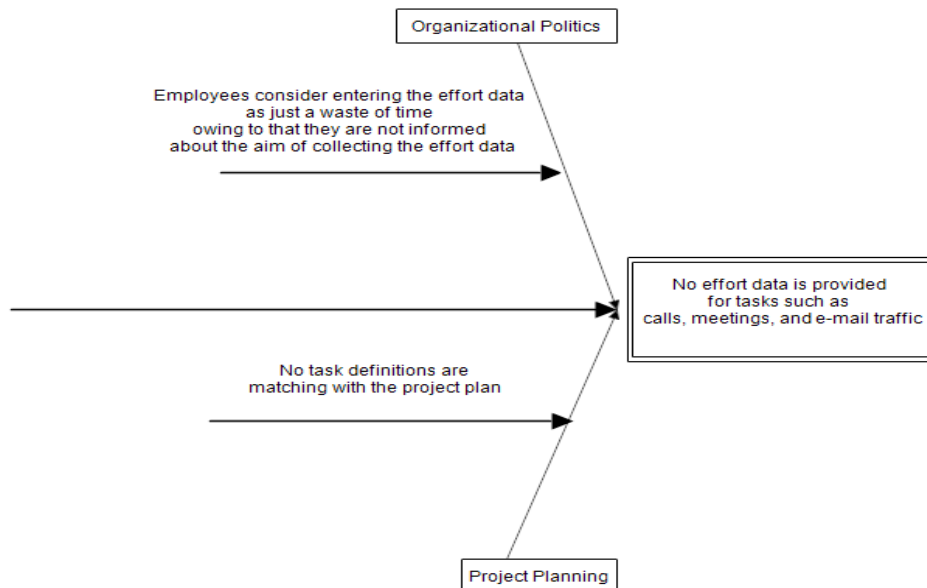 Organizational Politics
Employees consider entering the effort data
as just a waste of time
owing to that they are not informed
about the aim of collecting the effort data
No effort data is provided
for tasks such as
calls, meetings, and e-mail traffic
No task definitions are
matching with the project plan
Project Planning